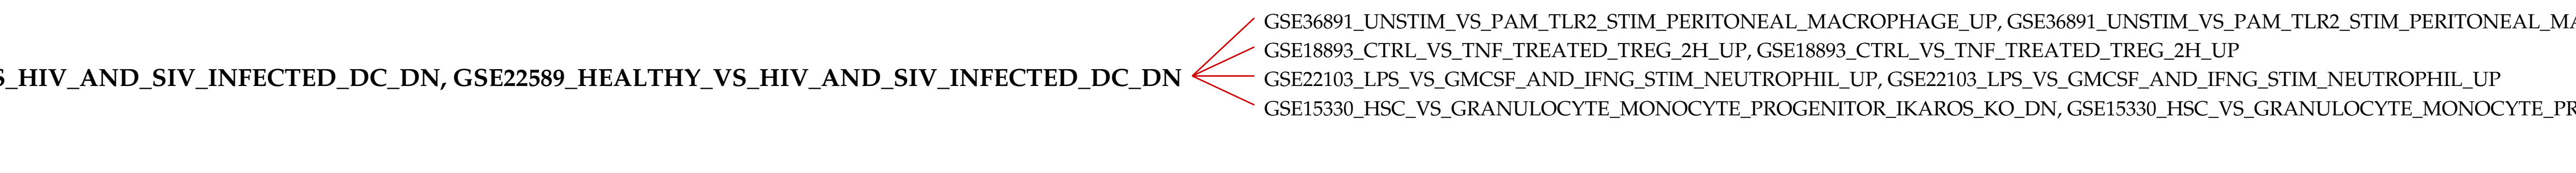 GSE36891_UNSTIM_VS_PAM_TLR2_STIM_PERITONEAL_MACROPHAGE_UP, GSE36891_UNSTIM_VS_PAM_TLR2_STIM_PERITONEAL_MA
GSE18893_CTRL_VS_TNF_TREATED_TREG_2H_UP, GSE18893_CTRL_VS_TNF_TREATED_TREG_2H_UP
S_HIV_AND_SIV_INFECTED_DC_DN, GSE22589_HEALTHY_VS_HIV_AND_SIV_INFECTED_DC_DN
GSE22103_LPS_VS_GMCSF_AND_IFNG_STIM_NEUTROPHIL_UP, GSE22103_LPS_VS_GMCSF_AND_IFNG_STIM_NEUTROPHIL_UP
GSE15330_HSC_VS_GRANULOCYTE_MONOCYTE_PROGENITOR_IKAROS_KO_DN, GSE15330_HSC_VS_GRANULOCYTE_MONOCYTE_PR